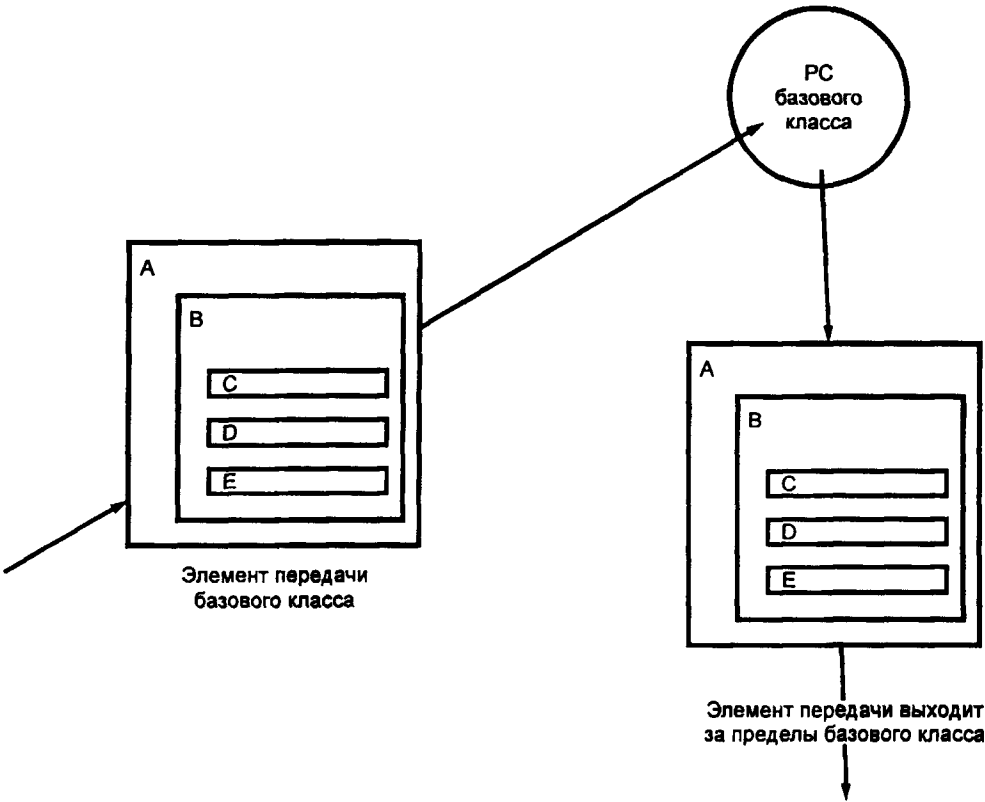 РС
базового
класса
A
B
C
D
E
Элемент передачи
базового класса
A
B
C
D
E
Элемент передачи выходит
за пределы базового класса